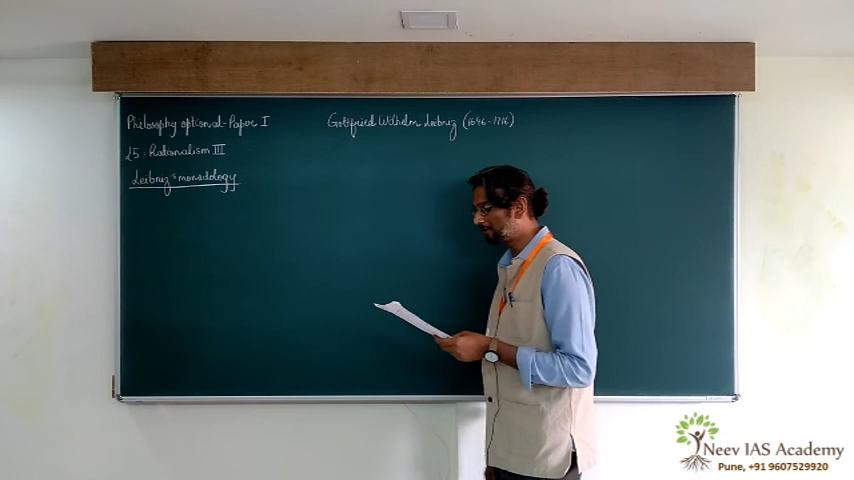 Philosophy optional-Paper I
L5: Rationalism III
Leibniz's monadology
Gottfried Wilhelm Leibniz (1646-1716)
Neev IAS Academy
Pune, +91 9607529920